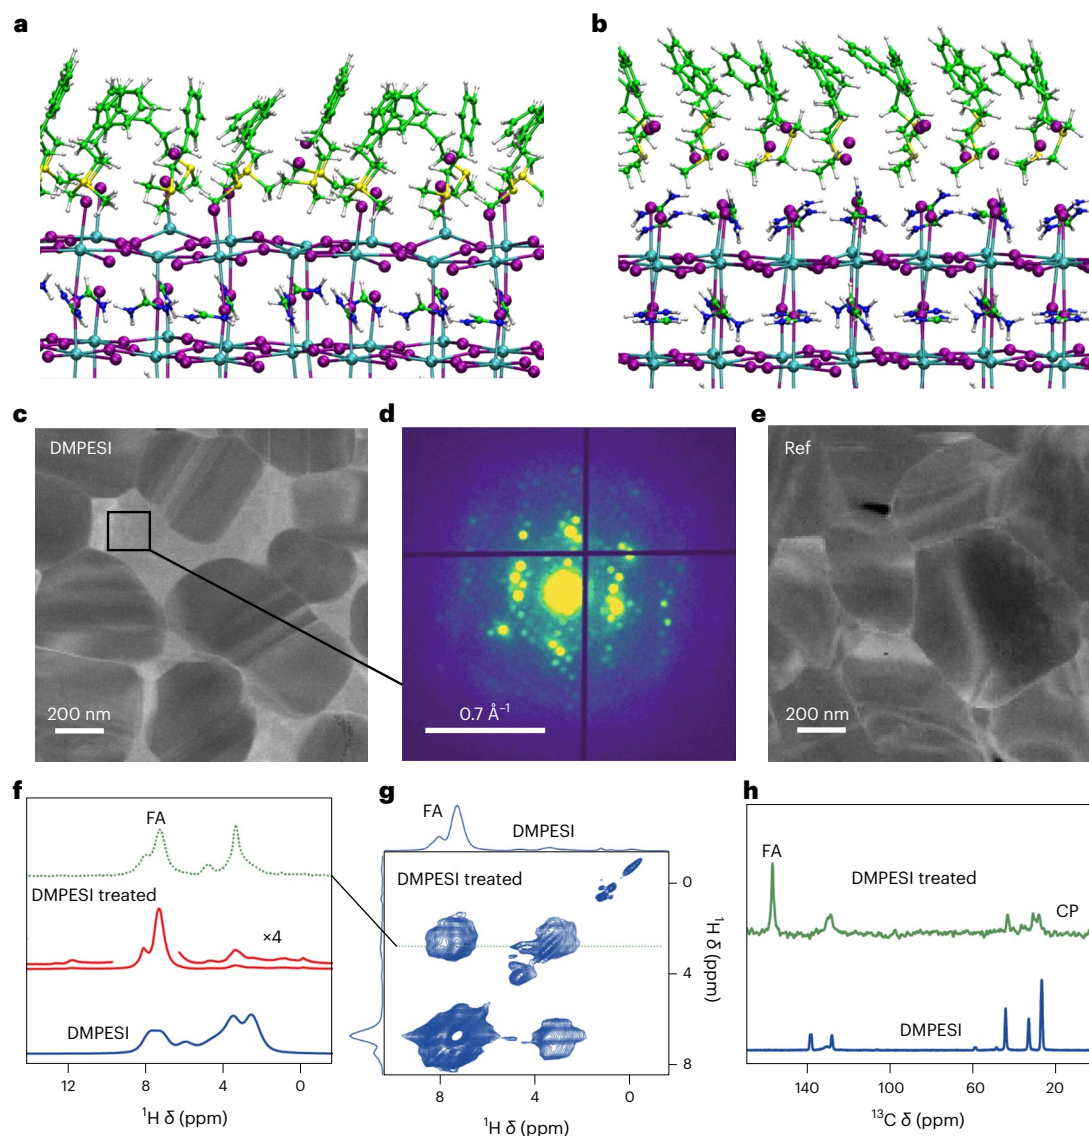 a
b
c
d
e
DMPESI
Ref
200 nm
0.7 Å⁻¹
200 nm
f
g
h
FA
DMPESI treated
×4
DMPESI
12
8
4
0
¹H δ (ppm)
FA
DMPESI
DMPESI treated
0
4
8
¹H δ (ppm)
8
4
0
¹H δ (ppm)
FA
DMPESI treated
CP
DMPESI
140
100
60
20
¹³C δ (ppm)